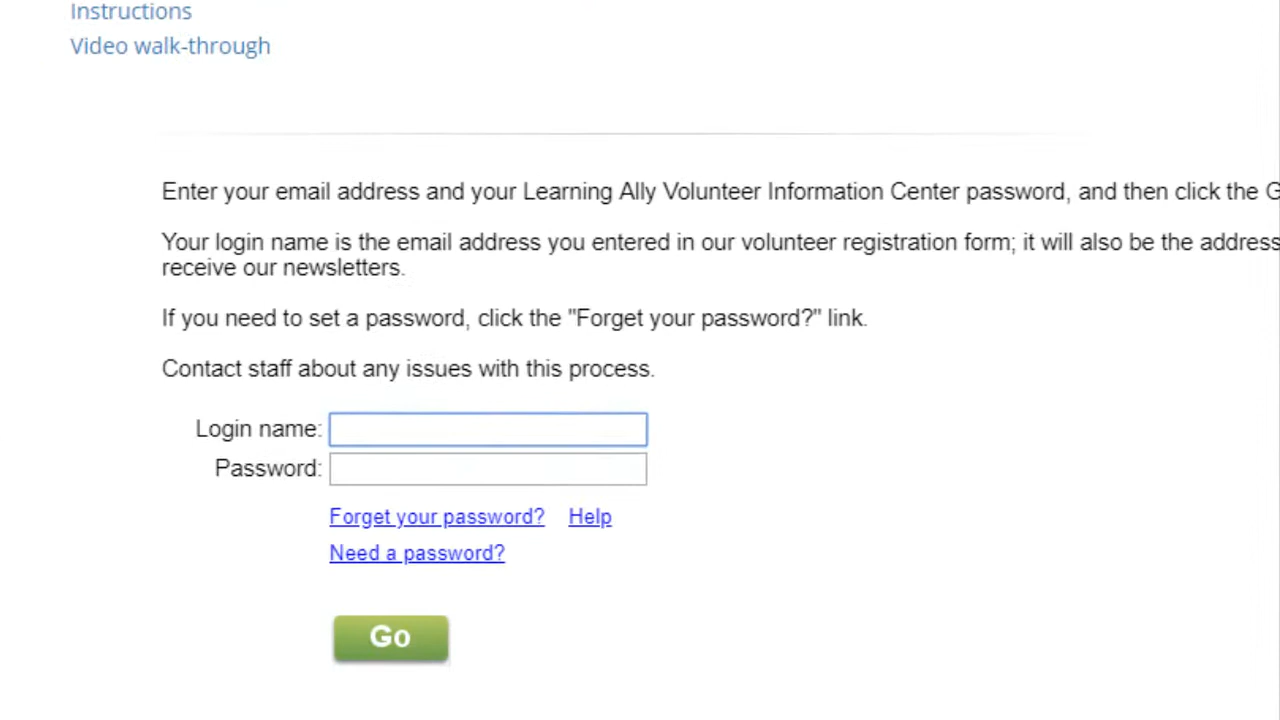 Instructions
Video walk-through
Enter your email address and your Learning Ally Volunteer Information Center password, and then click the G
Your login name is the email address you entered in our volunteer registration form; it will also be the address
receive our newsletters.
If you need to set a password, click the "Forget your password?" link.
Contact staff about any issues with this process.
Login name:
Password:
Forget your password? Help
Need a password?
Go